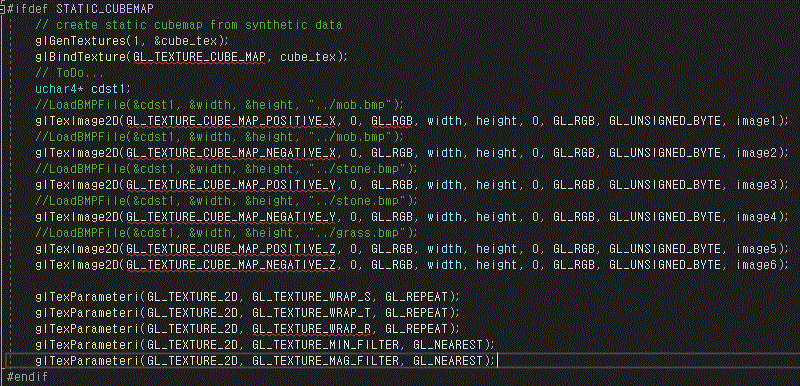 #ifdef STATIC_CUBEMAP
// create static cubemap from synthetic data
glGenTextures(1, &cube_tex);
glBindTexture(GL_TEXTURE_CUBE_MAP, cube_tex);
// ToDo...
uchar4* cdst1;
//LoadBMPFile(&cdst1, &width, &height, "../mob.bmp");
glTexImage2D(GL_TEXTURE_CUBE_MAP_POSITIVE_X, 0, GL_RGB, width, height, 0, GL_RGB, GL_UNSIGNED_BYTE, image1);
//LoadBMPFile(&cdst1, &width, &height, "../mob.bmp");
glTexImage2D(GL_TEXTURE_CUBE_MAP_NEGATIVE_X, 0, GL_RGB, width, height, 0, GL_RGB, GL_UNSIGNED_BYTE, image2);
//LoadBMPFile(&cdst1, &width, &height, "../stone.bmp");
glTexImage2D(GL_TEXTURE_CUBE_MAP_POSITIVE_Y, 0, GL_RGB, width, height, 0, GL_RGB, GL_UNSIGNED_BYTE, image3);
//LoadBMPFile(&cdst1, &width, &height, "../stone.bmp");
glTexImage2D(GL_TEXTURE_CUBE_MAP_NEGATIVE_Y, 0, GL_RGB, width, height, 0, GL_RGB, GL_UNSIGNED_BYTE, image4);
//LoadBMPFile(&cdst1, &width, &height, "../grass.bmp");
glTexImage2D(GL_TEXTURE_CUBE_MAP_POSITIVE_Z, 0, GL_RGB, width, height, 0, GL_RGB, GL_UNSIGNED_BYTE, image5);
glTexImage2D(GL_TEXTURE_CUBE_MAP_NEGATIVE_Z, 0, GL_RGB, width, height, 0, GL_RGB, GL_UNSIGNED_BYTE, image6);
glTexParameteri(GL_TEXTURE_2D, GL_TEXTURE_WRAP_S, GL_REPEAT);
glTexParameteri(GL_TEXTURE_2D, GL_TEXTURE_WRAP_T, GL_REPEAT);
glTexParameteri(GL_TEXTURE_2D, GL_TEXTURE_WRAP_R, GL_REPEAT);
glTexParameteri(GL_TEXTURE_2D, GL_TEXTURE_MIN_FILTER, GL_NEAREST);
glTexParameteri(GL_TEXTURE_2D, GL_TEXTURE_MAG_FILTER, GL_NEAREST);
#endif